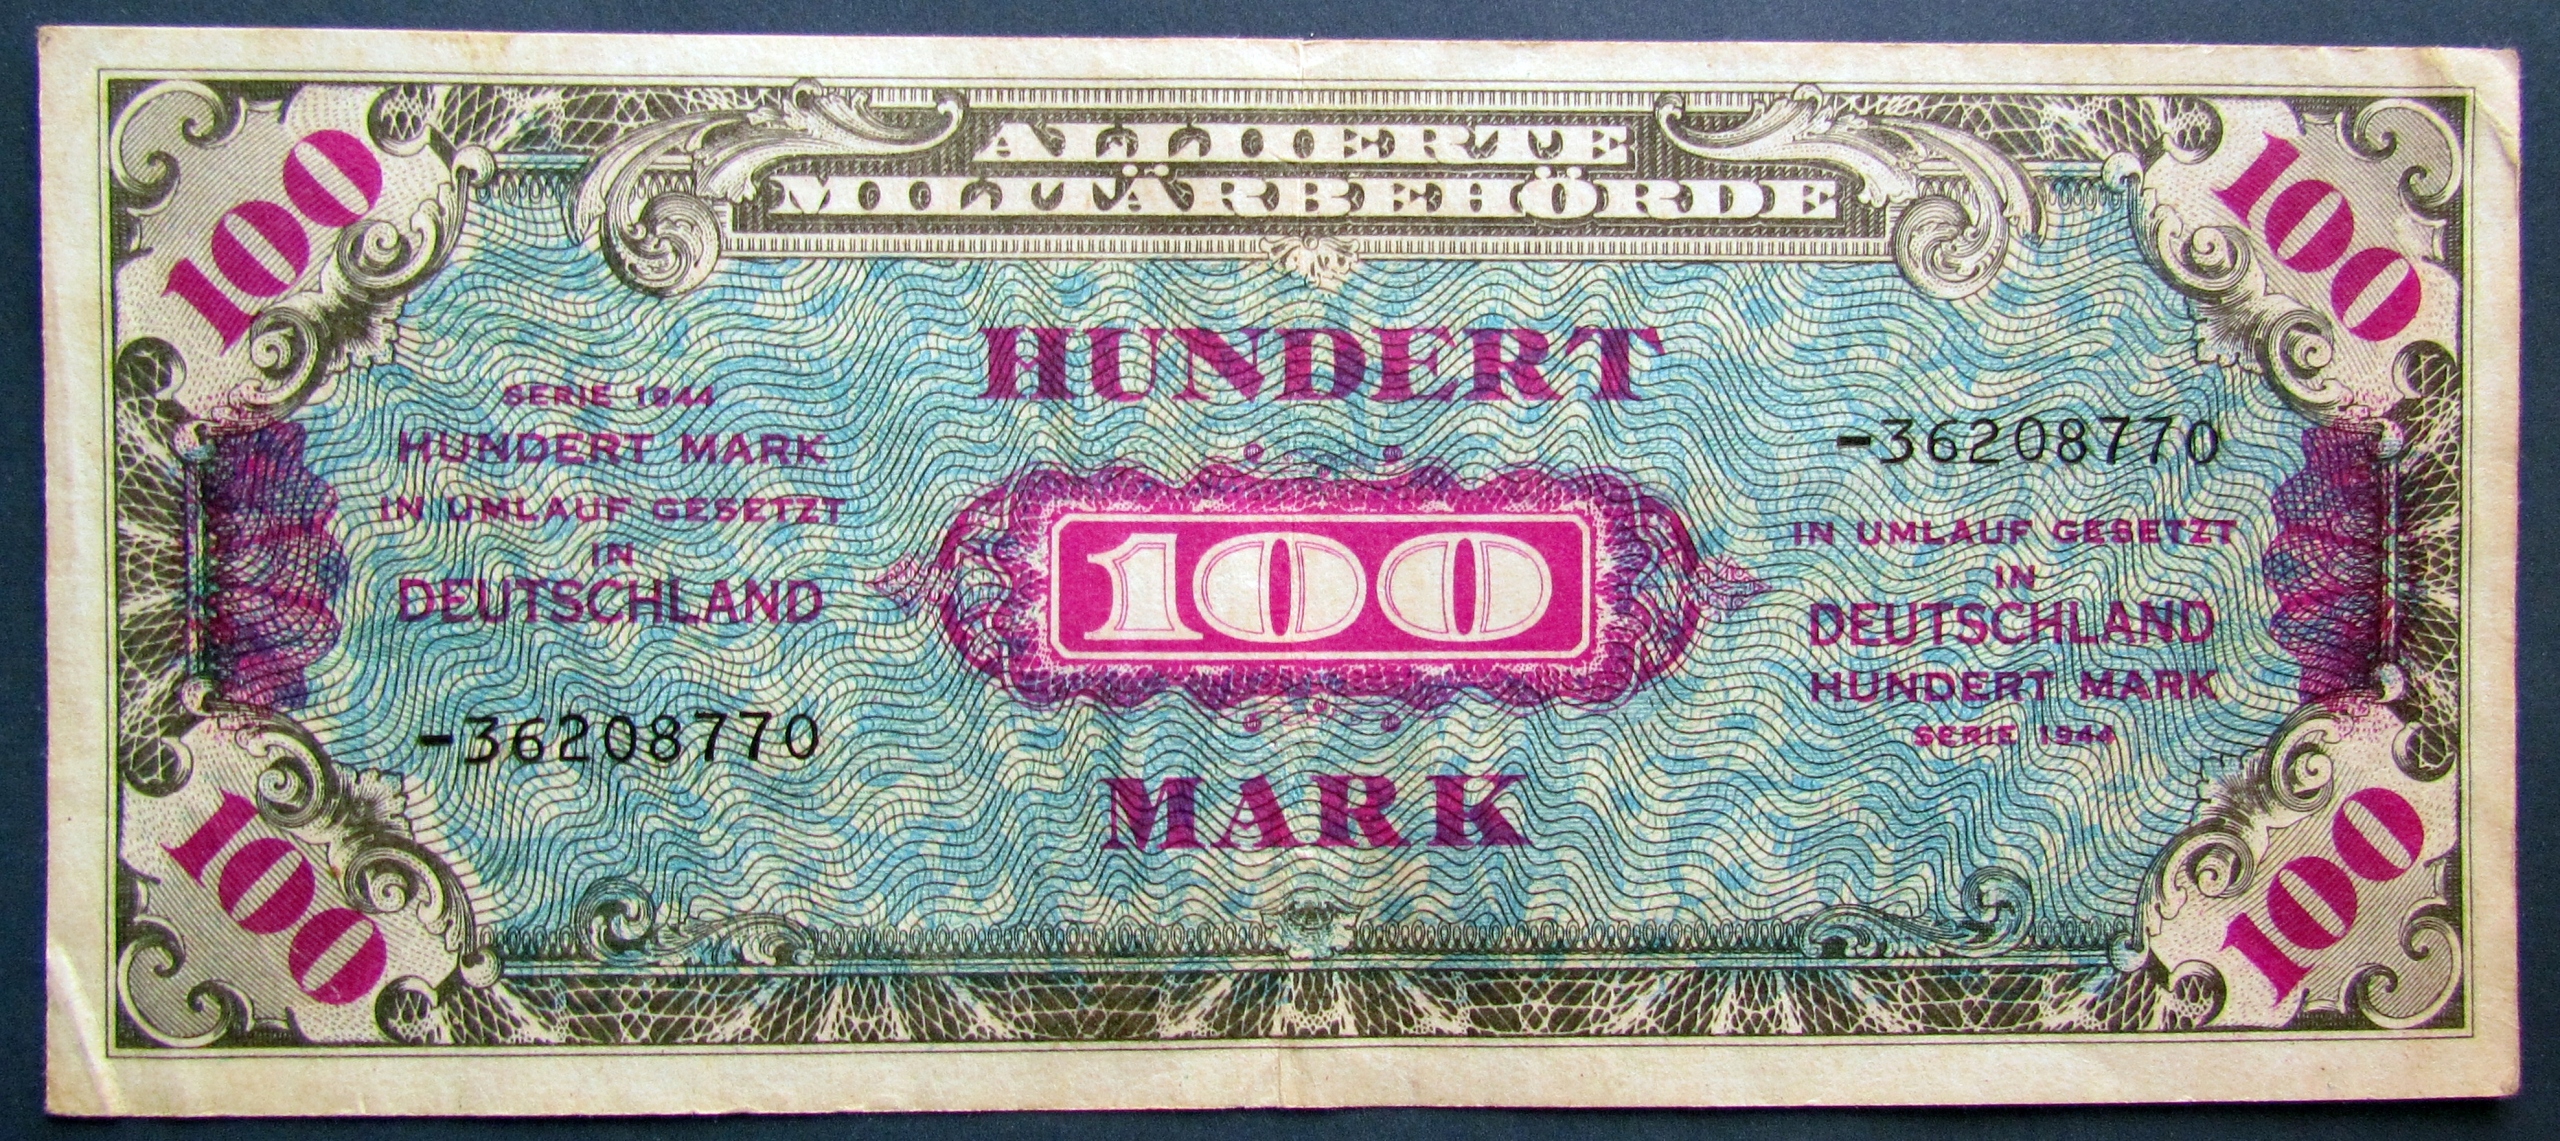 100
ALLIIERTE
MILITÄRBEHÖRDE
100
HUNDERT
SERIE 1944
HUNDERT MARK
IN UMLAUF GESETZT
IN
DEUTSCHLAND
-36208770
100
-36208770
IN UMLAUF GESETZT
IN
DEUTSCHLAND
HUNDERT MARK
SERIE 1944
MARK
100
100